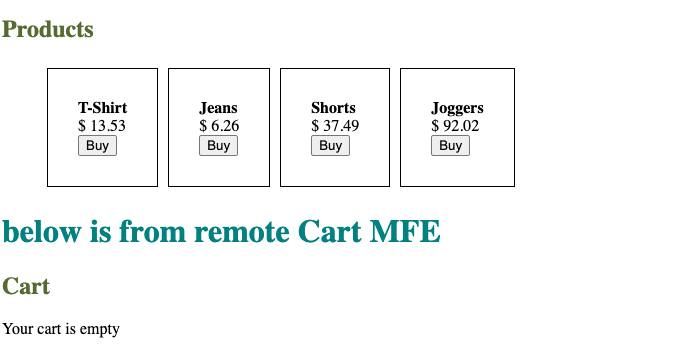 Products
T-Shirt
$ 13.53
Buy
Jeans
$ 6.26
Buy
Shorts
$ 37.49
Buy
Joggers
$ 92.02
Buy
below is from remote Cart MFE
Cart
Your cart is empty